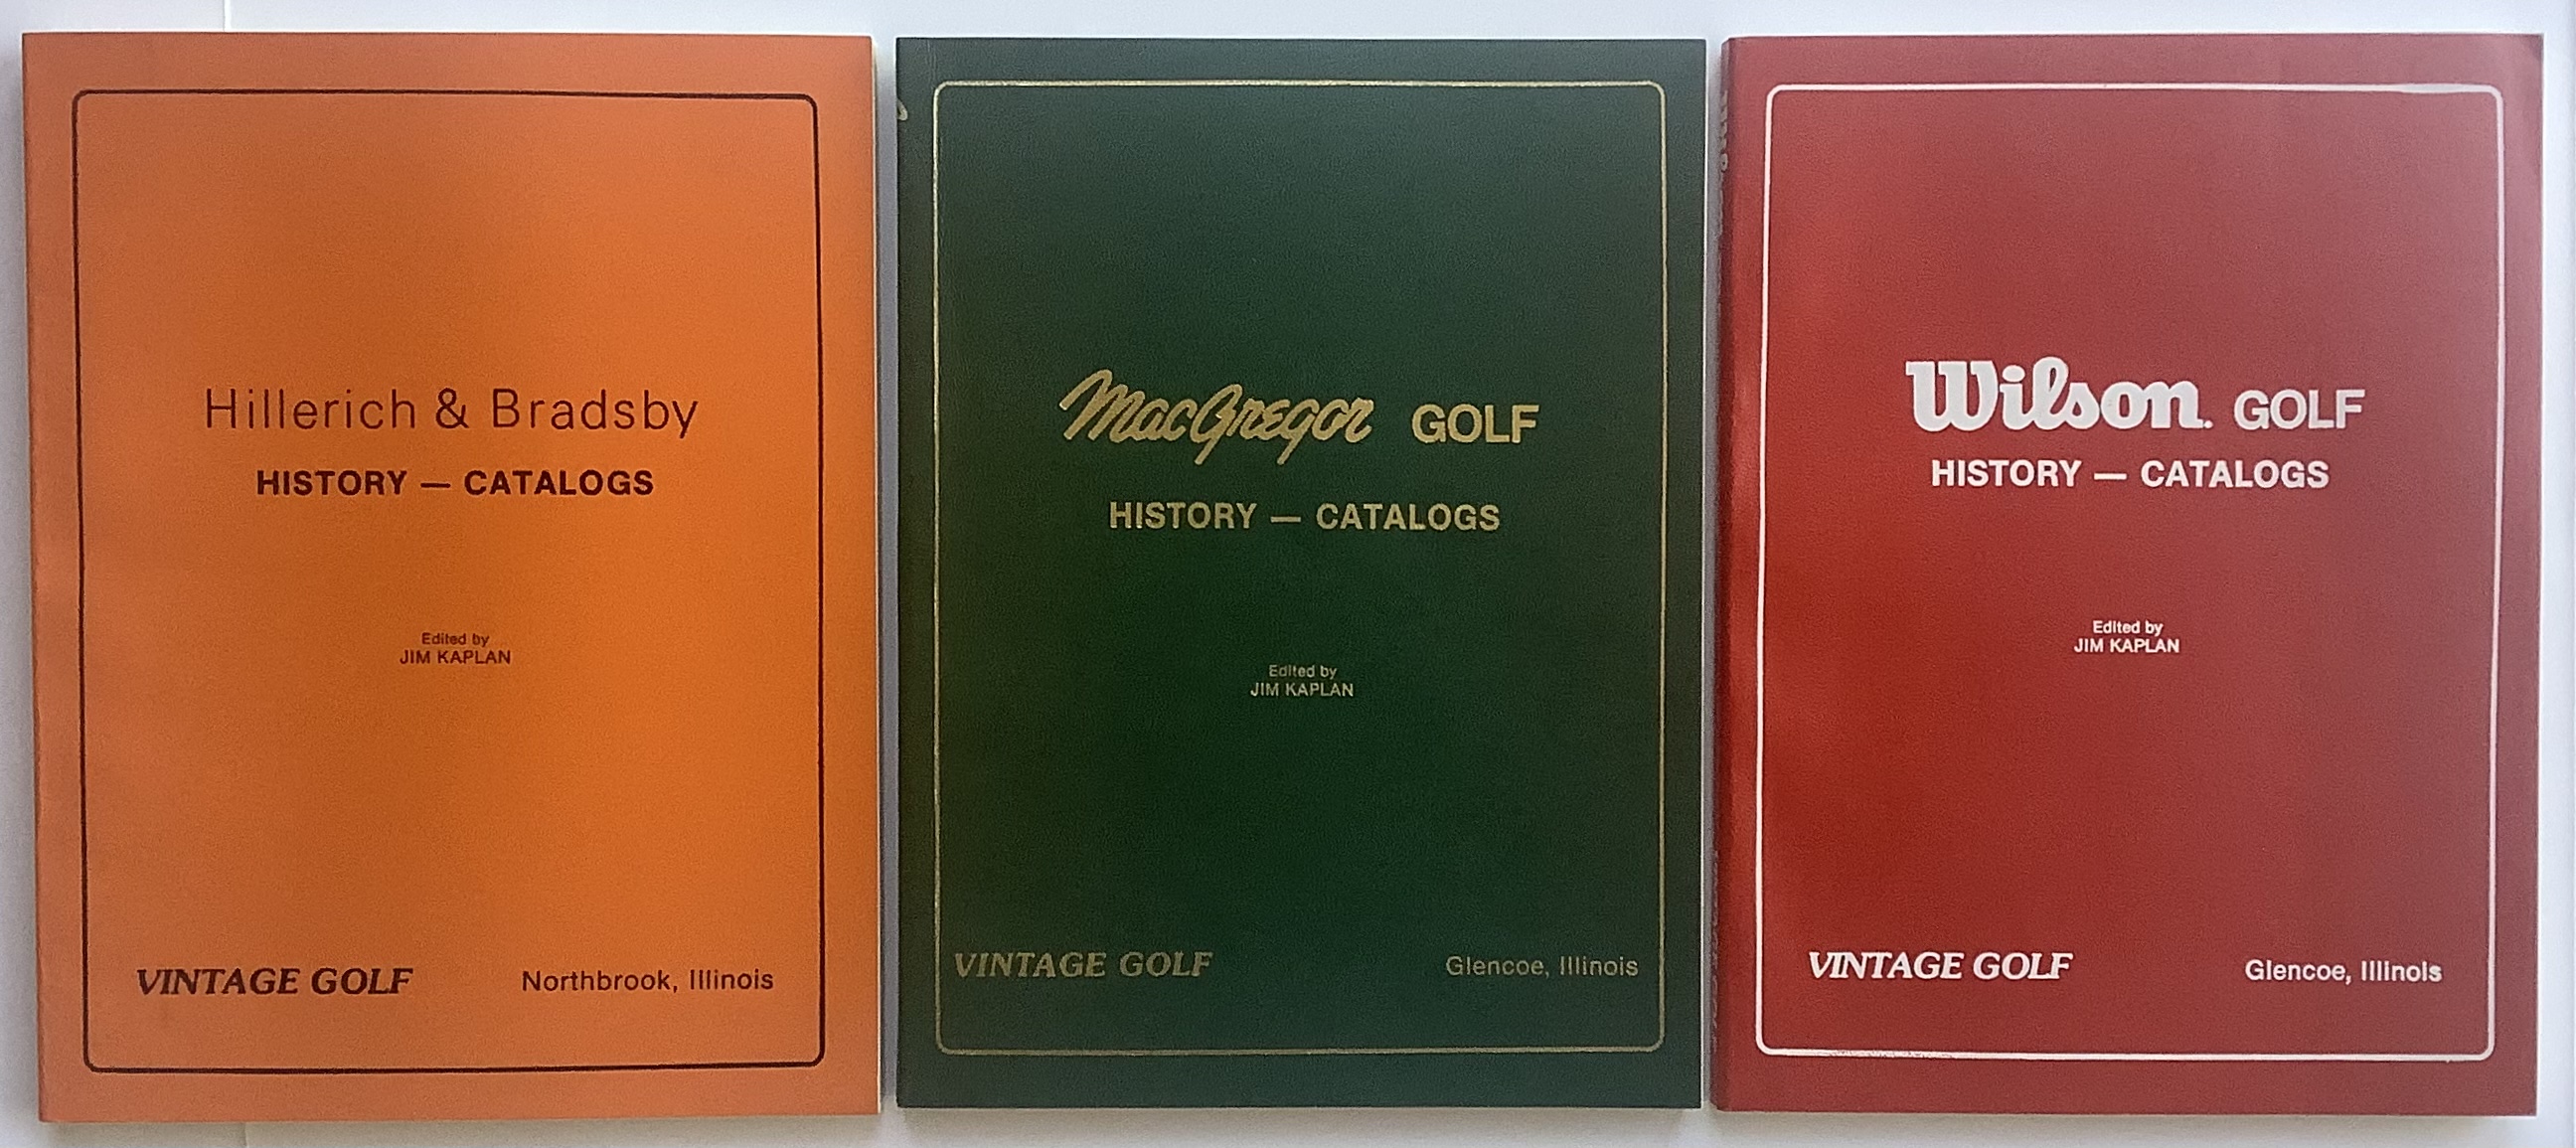 Hillerich & Bradsby
HISTORY — CATALOGS
Edited by
JIM KAPLAN
VINTAGE GOLF Northbrook, Illinois
MacGregor GOLF
HISTORY — CATALOGS
Edited by
JIM KAPLAN
VINTAGE GOLF Glencoe, Illinois
Wilson. GOLF
HISTORY — CATALOGS
Edited by
JIM KAPLAN
VINTAGE GOLF Glencoe, Illinois